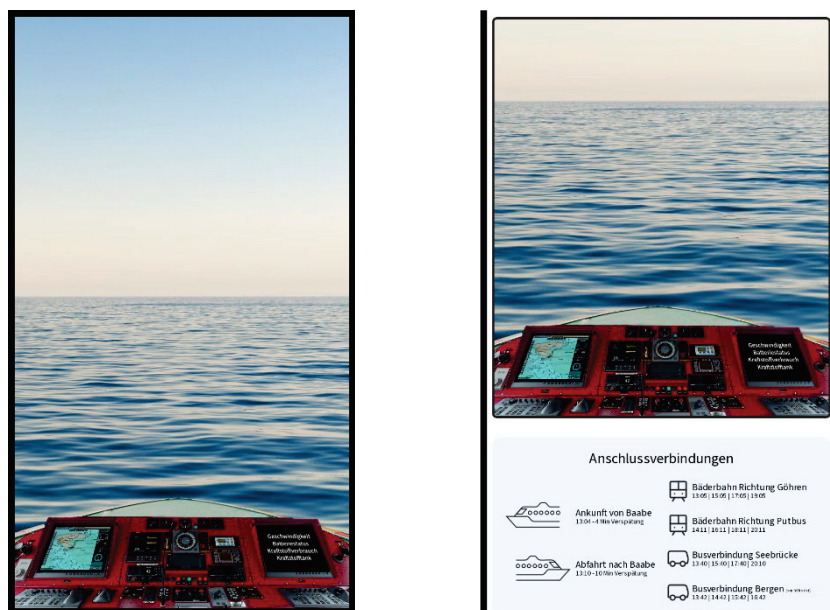 Geschwindigkeit
Batteriestatus
Kraftstoffverbrauch
Kraftstofftank
Geschwindigkeit
Batteriestatus
Kraftstoffverbrauch
Kraftstofftank
Anschlussverbindungen
Ankunft von Baabe
13:04 –4 Min Verspätung
Abfahrt nach Baabe
13:10–10 Min Verspätung
Bäderbahn Richtung Göhren
13:05 | 15:05 | 17:05 | 19:05
Bäderbahn Richtung Putbus
14:11 | 16:11 | 18:11 | 20:11
Busverbindung Seebrücke
13:40 | 15:40 | 17:40 | 20:10
Busverbindung Bergen
13:42 | 14:42 | 15:42 | 16:42